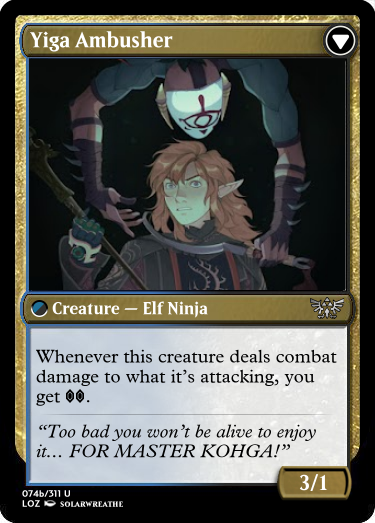 Yiga Ambusher
Creature — Elf Ninja
Whenever this creature deals combat
damage to what it's attacking, you
get
.
“Too bad you won't be alive to enjoy
it… FOR MASTER KOHGA!”
3/1
074b/311 U
LOZ SOLARWREATHE